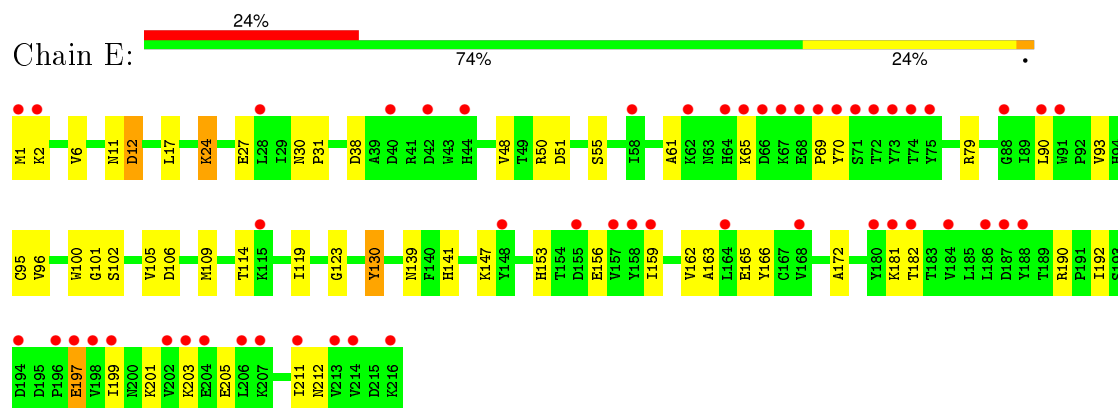 24%
Chain E:
74% 24% •
M1 K2 V6 N11 D12 L17 K24 E27 L28 I29 N30 P31 D38 A39 D40 R41 D42 W43 H44 V48 T49 R50 D51 S55 I58 A61 K62 N63 H64 K65 D66 K67 E68 P69 Y70 S71 T72 Y73 T74 Y75 R79 G88 I89 L90 W91 P92 V93 H94
C95 V96 W100 G101 S102 V105 D106 M109 T114 K115 I119 G123 Y130 N139 F140 H141 K147 Y148 H153 T154 D155 E156 V157 Y158 I159 V162 A163 L164 E165 Y166 C167 V168 A172 Y180 K181 T182 T183 V184 L185 L186 D187 Y188 T189 R190 P191 I192 S193
D194 D195 P196 E197 V198 I199 N200 K201 V202 K203 E204 E205 L206 K207 I211 N212 V213 V214 D215 K216